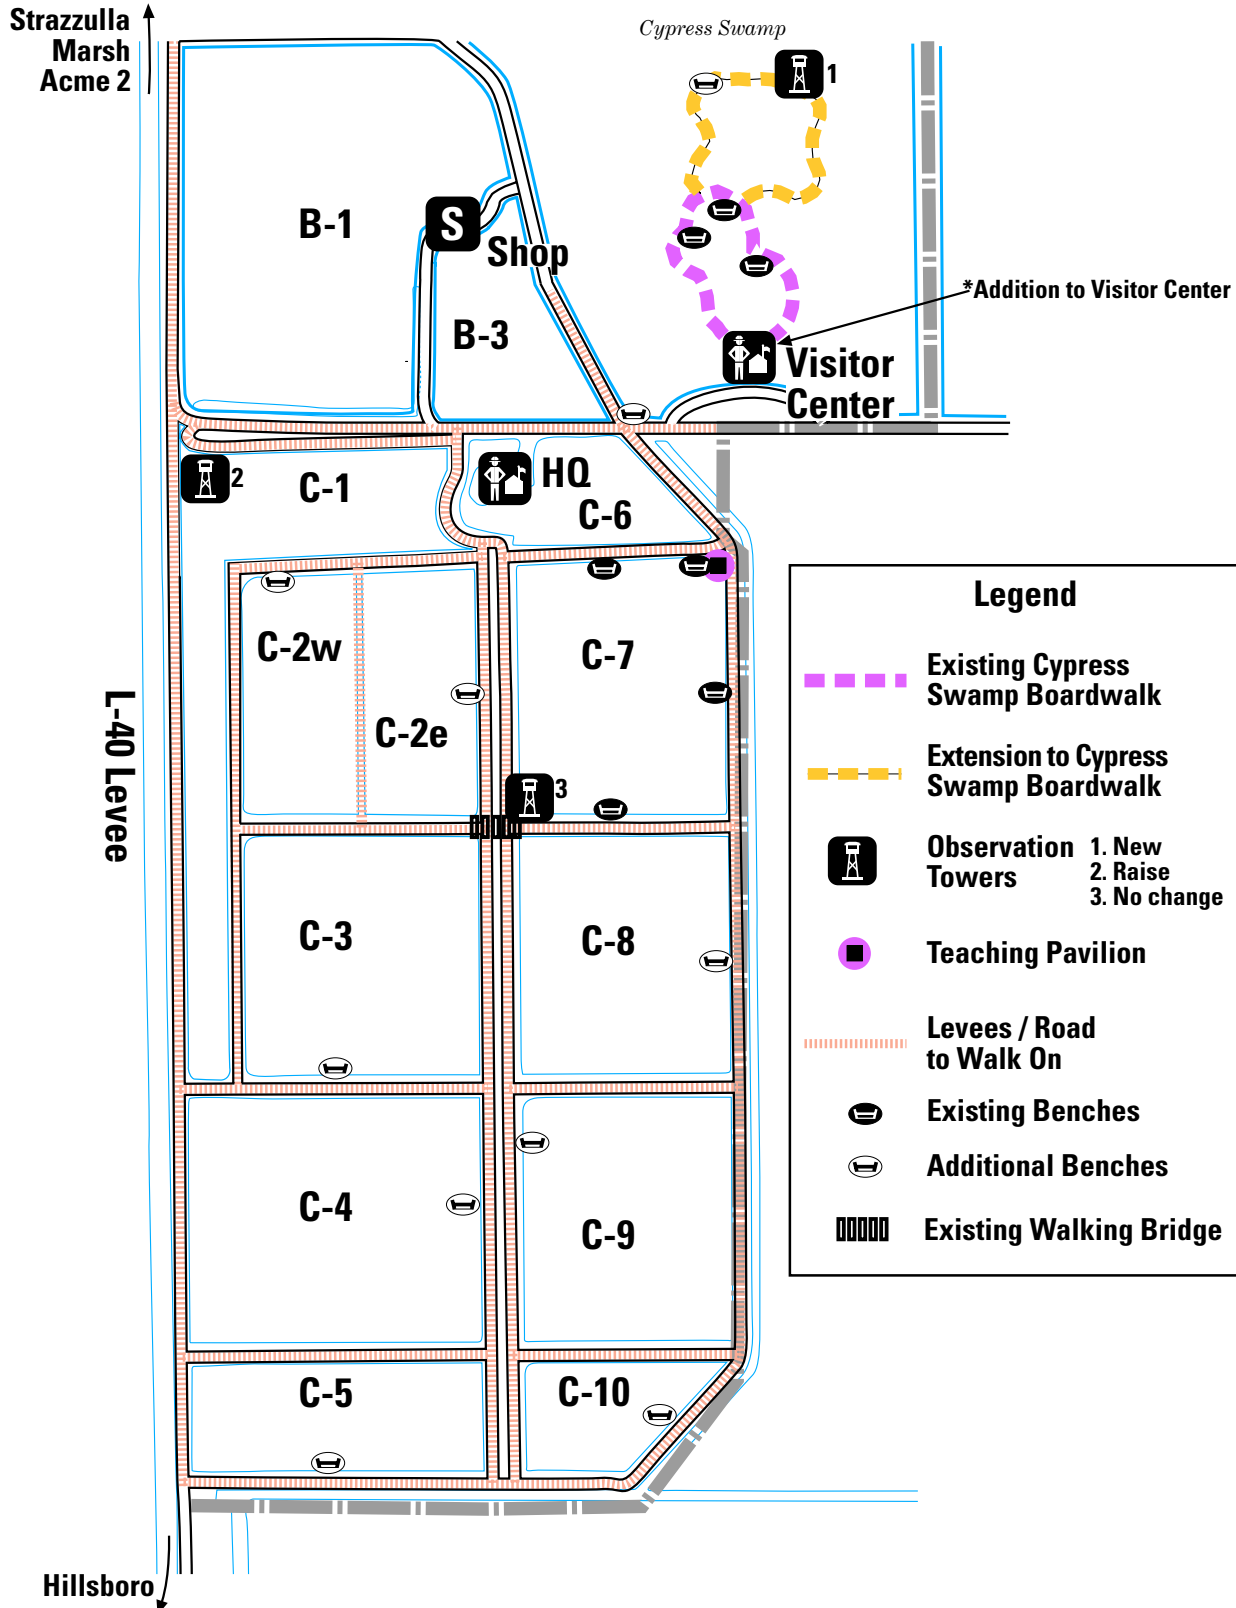 Strazzulla
Marsh
Acme 2
Cypress Swamp
1
B-1
S
Shop
*Addition to Visitor Center
B-3
Visitor
Center
2
C-1
HQ
C-6
C-2w
C-7
C-2e
3
L-40 Levee
C-3
C-8
C-4
C-9
C-5
C-10
Hillsboro
Legend
Existing Cypress
Swamp Boardwalk
Extension to Cypress
Swamp Boardwalk
Observation
Towers
1. New
2. Raise
3. No change
Teaching Pavilion
Levees / Road
to Walk On
Existing Benches
Additional Benches
Existing Walking Bridge